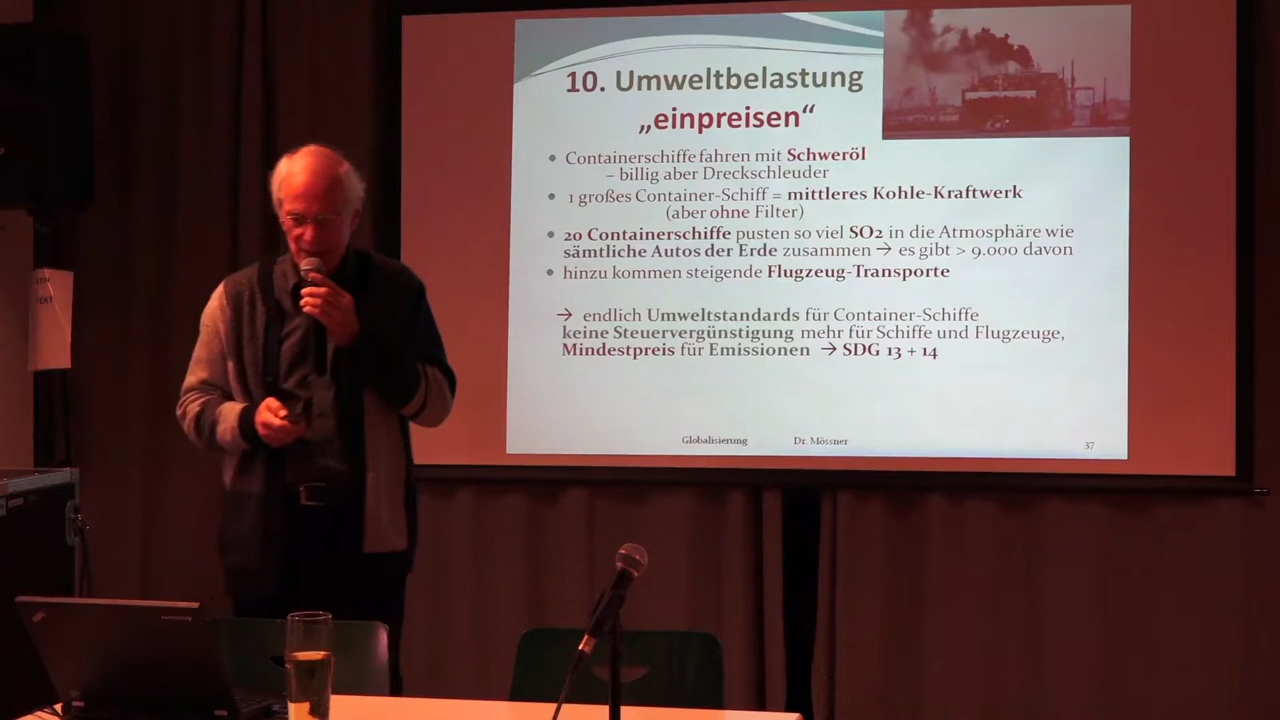 10. Umweltbelastung
„einpreisen“
• Containerschiffe fahren mit Schweröl
– billig aber Dreckschleuder
• 1 großes Container-Schiff = mittleres Kohle-Kraftwerk
(aber ohne Filter)
• 20 Containerschiffe pusten so viel SO2 in die Atmosphäre wie
sämtliche Autos der Erde zusammen → es gibt > 9.000 davon
• hinzu kommen steigende Flugzeug-Transporte
→ endlich Umweltstandards für Container-Schiffe
keine Steuervergünstigung mehr für Schiffe und Flugzeuge,
Mindestpreis für Emissionen → SDG 13 + 14
Globalisierung Dr. Mössner 37